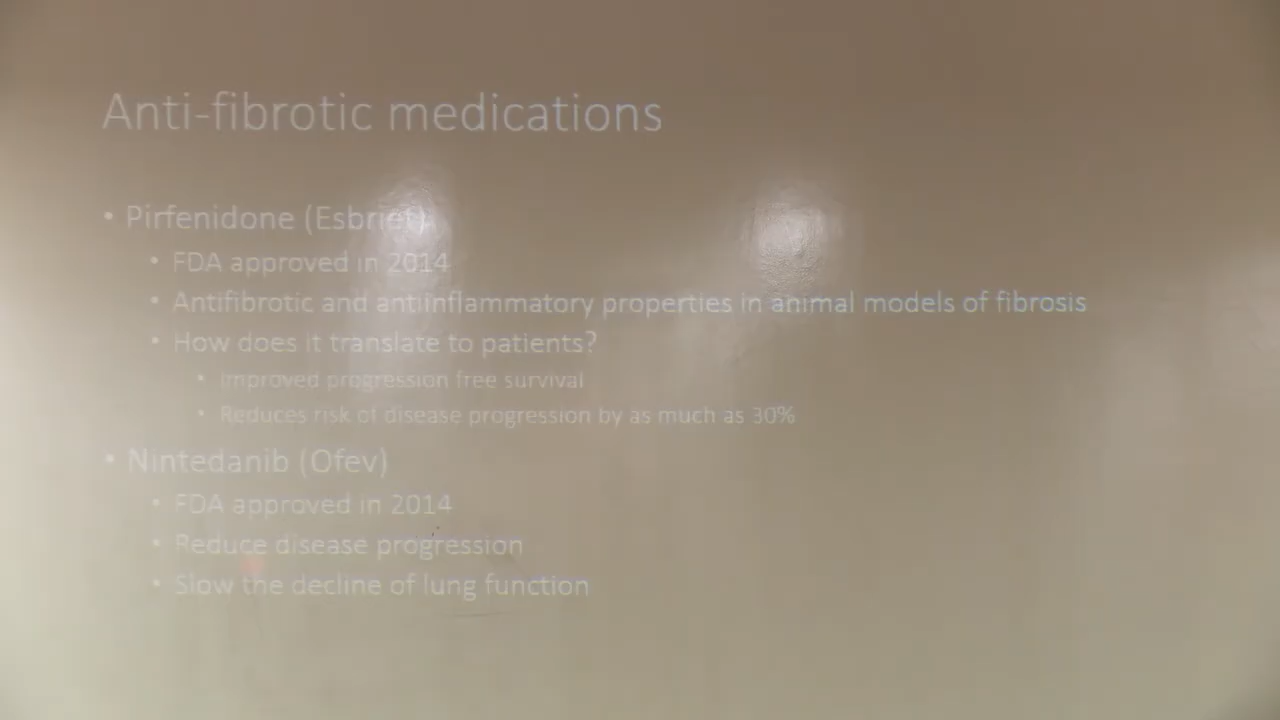 Anti-fibrotic medications
• Pirfenidone (Esbriet)
• FDA approved in 2014
• Antifibrotic and antiinflammatory properties in animal models of fibrosis
• How does it translate to patients?
• Improved progression free survival
• Reduces risk of disease progression by as much as 30%
• Nintedanib (Ofev)
• FDA approved in 2014
• Reduce disease progression
• Slow the decline of lung function